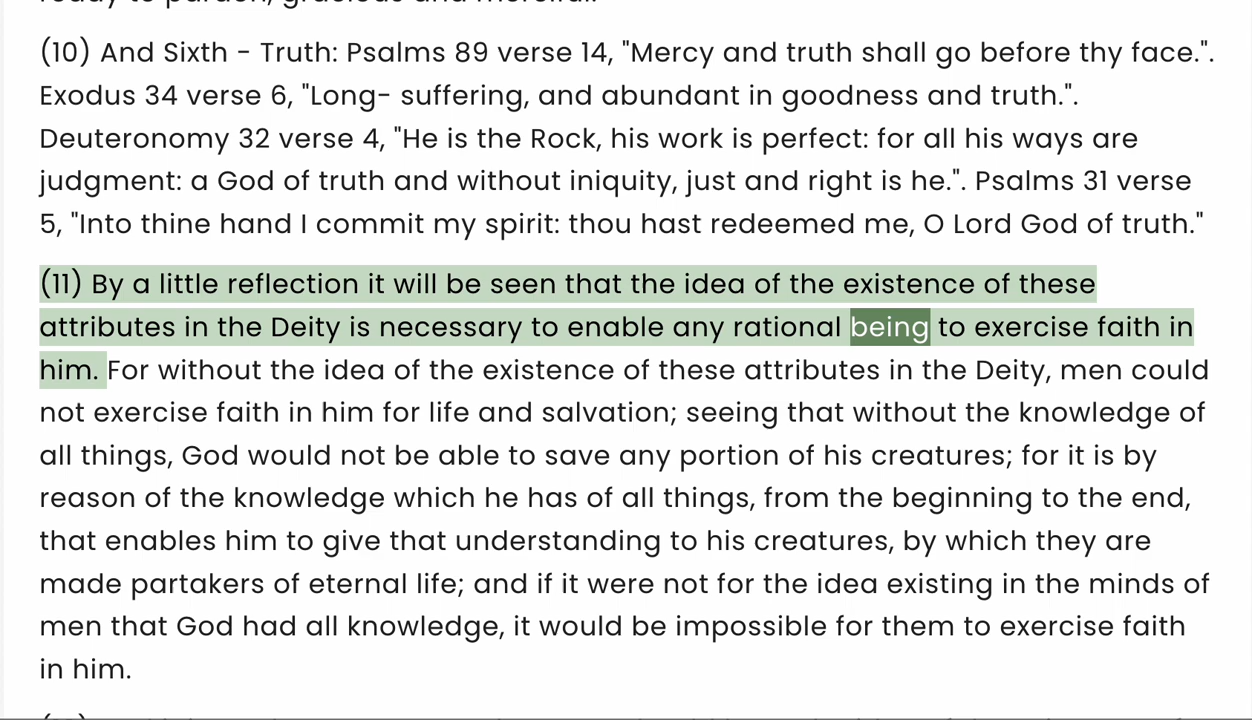 ready to pardon, gracious and merciful.
(10) And Sixth - Truth: Psalms 89 verse 14, "Mercy and truth shall go before thy face.".
Exodus 34 verse 6, "Long- suffering, and abundant in goodness and truth.".
Deuteronomy 32 verse 4, "He is the Rock, his work is perfect: for all his ways are
judgment: a God of truth and without iniquity, just and right is he.". Psalms 31 verse
5, "Into thine hand I commit my spirit: thou hast redeemed me, O Lord God of truth."
(11) By a little reflection it will be seen that the idea of the existence of these
attributes in the Deity is necessary to enable any rational being to exercise faith in
him. For without the idea of the existence of these attributes in the Deity, men could
not exercise faith in him for life and salvation; seeing that without the knowledge of
all things, God would not be able to save any portion of his creatures; for it is by
reason of the knowledge which he has of all things, from the beginning to the end,
that enables him to give that understanding to his creatures, by which they are
made partakers of eternal life; and if it were not for the idea existing in the minds of
men that God had all knowledge, it would be impossible for them to exercise faith
in him.